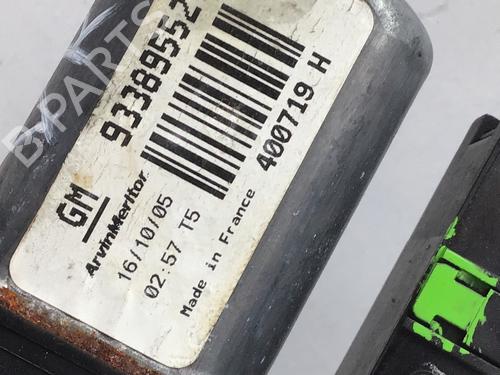 B-PARTS
GM 93389552
ArvinMeritor
16/10/05
02:57 T5
400719 H
Made in France